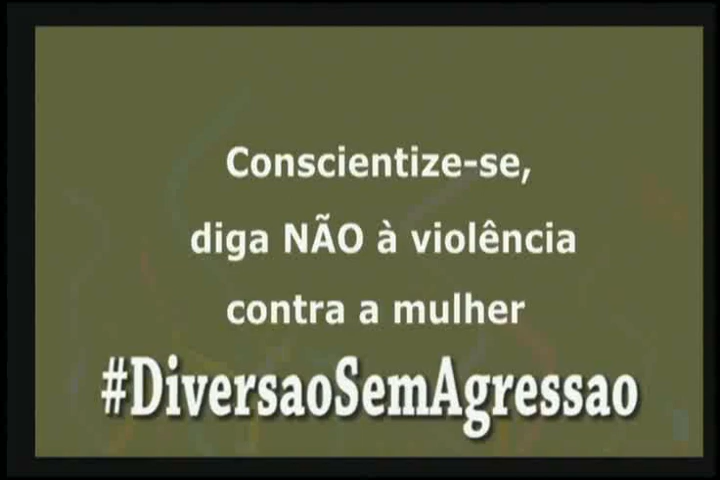 Conscientize-se,
diga NÃO à violência
contra a mulher
#DiversaoSemAgressao